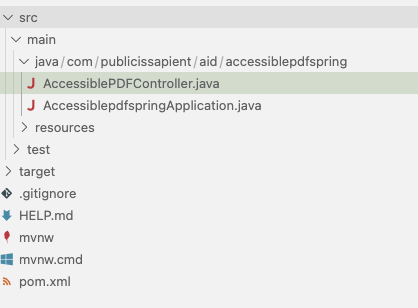 src
main
java/com/publicissapient/aid/accessiblepdfspring
AccessiblePDFController.java
AccessiblepdfspringApplication.java
resources
test
target
.gitignore
HELP.md
mvnw
mvnw.cmd
pom.xml